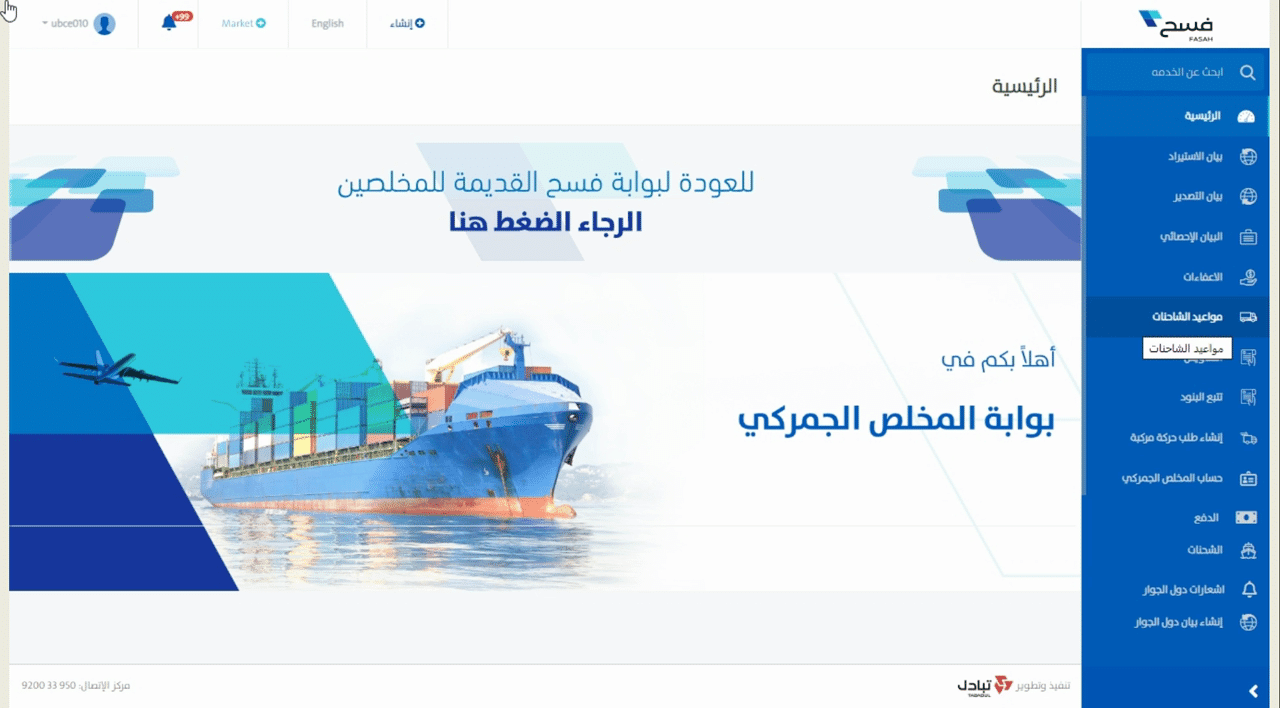 فسح
FASAH
إنشاء
English
Market
99+
ubce010
ابحث عن الخدمه
الرئيسية
بيان الاستيراد
بيان التصدير
البيان الإحصائي
الاعفاءات
مواعيد الشاحنات
مواعيد الشاحنات
تتبع البنود
إنشاء طلب حركة مركبة
حساب المخلص الجمركي
الدفع
الشحنات
اشعارات دول الجوار
إنشاء بيان دول الجوار
الرئيسية
للعودة لبوابة فسح القديمة للمخلصين
الرجاء الضغط هنا
أهلاً بكم في
بوابة المخلص الجمركي
تنفيذ وتطوير تبادل
TABADUL
مركز الإتصال: 950 33 9200